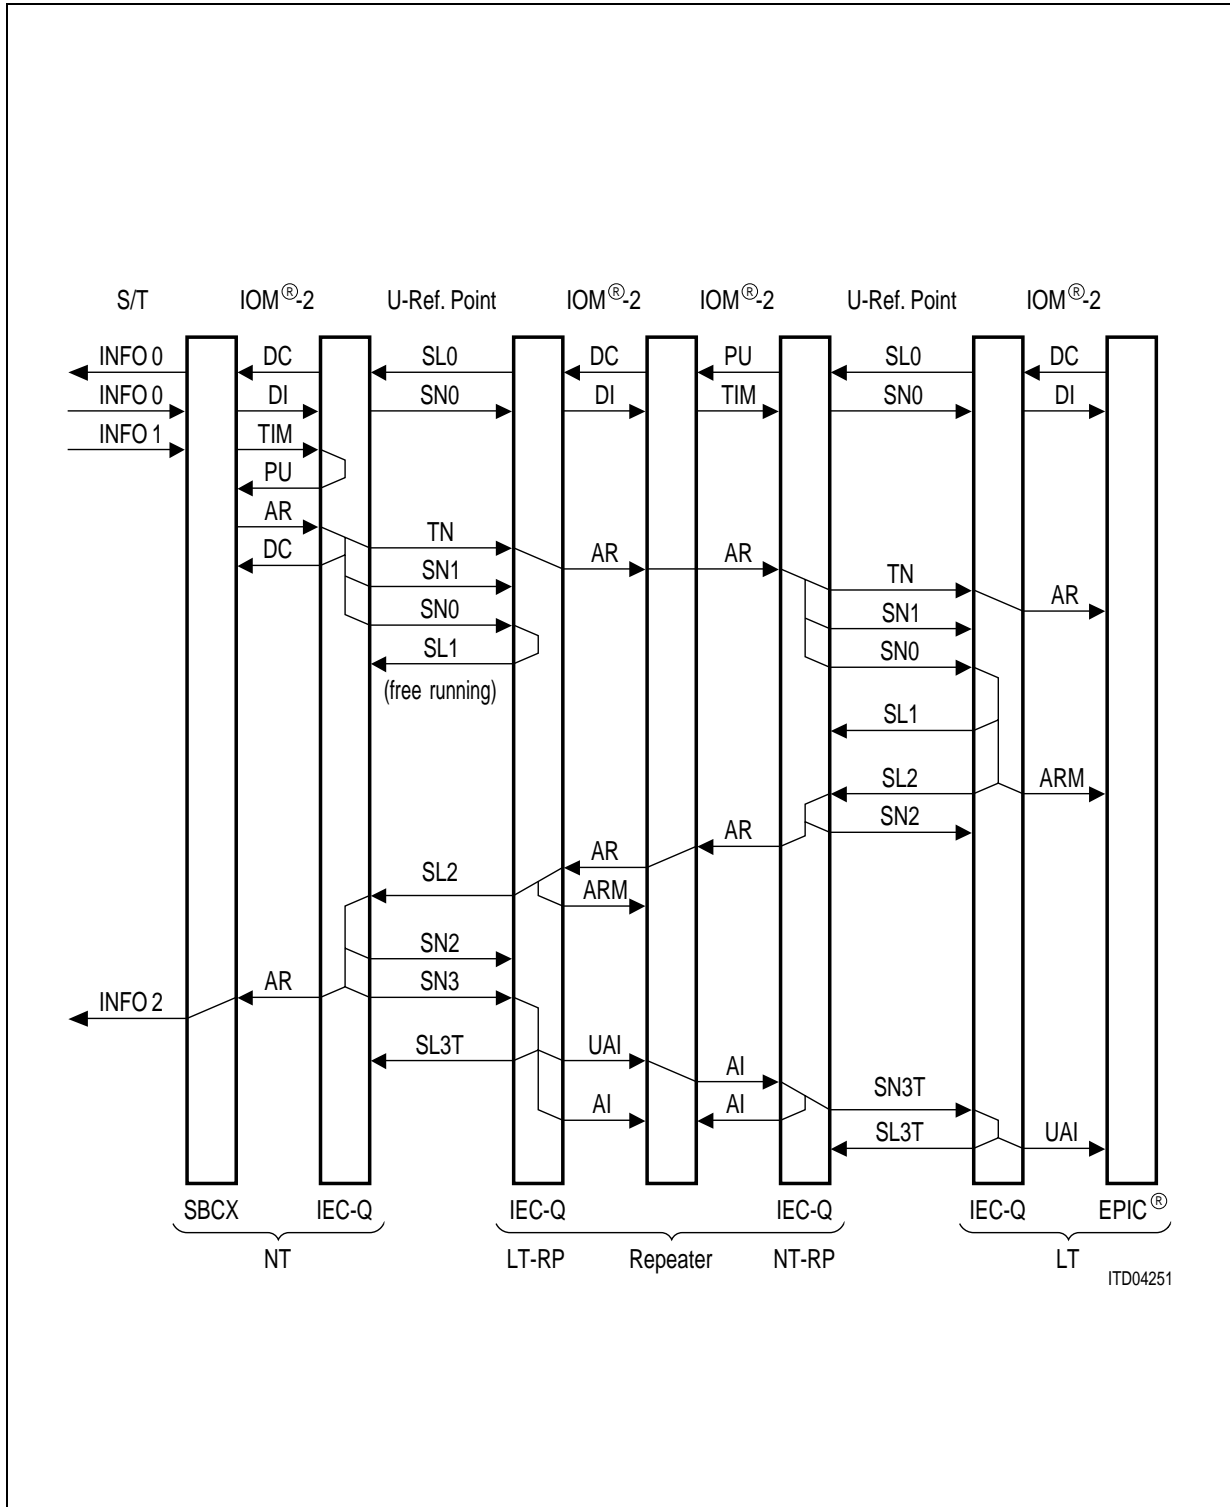 S/T IOM®-2 U-Ref. Point IOM®-2 IOM®-2 U-Ref. Point IOM®-2
INFO 0 DC SL0 DC PU SL0 DC
INFO 0 DI SN0 DI TIM SN0 DI
INFO 1 TIM
PU
AR TN AR AR
DC SN1 TN AR
SN0 SN1
SL1 SN0
(free running)
SL1
SL2 ARM
SN2
AR
AR
SL2 ARM
SN2
AR SN3
INFO 2
SL3T UAI AI
SN3T
AI AI
SL3T UAI
SBCX IEC-Q IEC-Q IEC-Q IEC-Q EPIC®
NT LT-RP Repeater NT-RP LT
ITD04251